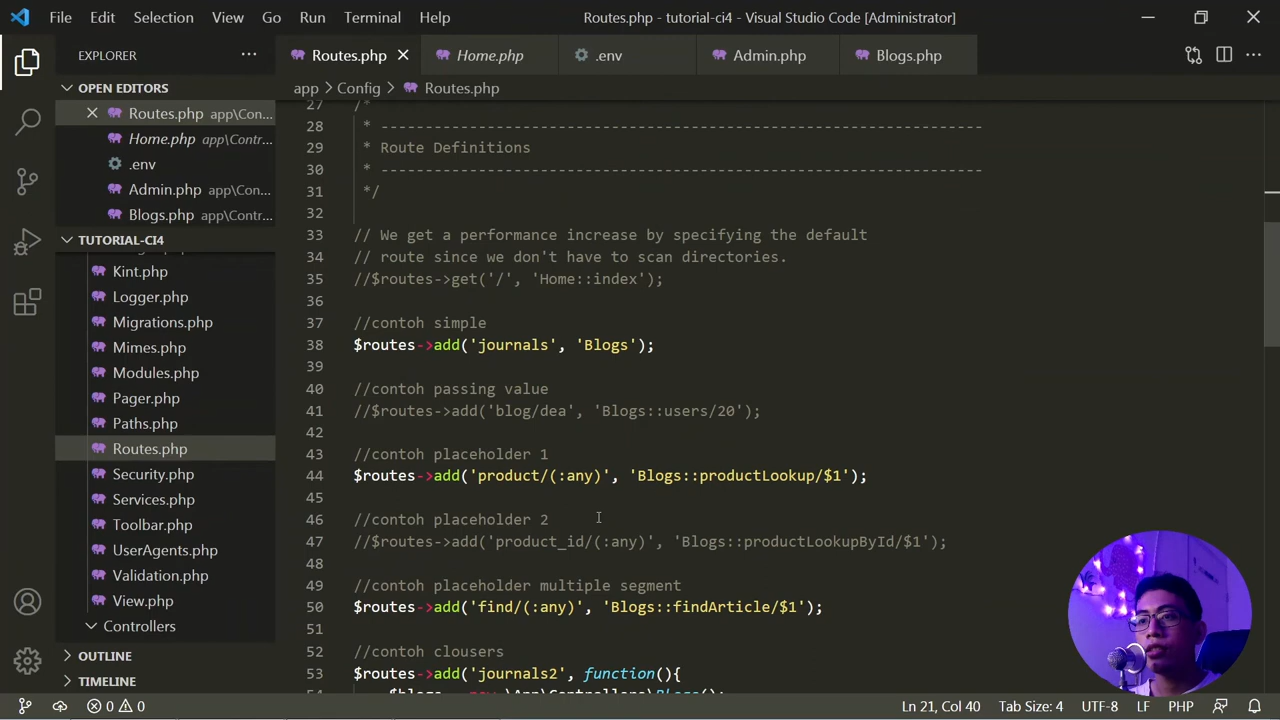 File Edit Selection View Go Run Terminal Help
Routes.php - tutorial-ci4 - Visual Studio Code [Administrator]
EXPLORER
OPEN EDITORS
Routes.php app\Con...
Home.php app\Contr...
.env
Admin.php app\Con...
Blogs.php app\Contr...
TUTORIAL-CI4
Kint.php
Logger.php
Migrations.php
Mimes.php
Modules.php
Pager.php
Paths.php
Routes.php
Security.php
Services.php
Toolbar.php
UserAgents.php
Validation.php
View.php
Controllers
OUTLINE
TIMELINE
Routes.php Home.php .env Admin.php Blogs.php
app > Config > Routes.php
27 /*
28 * --------------------------------------------------------------------
29 * Route Definitions
30 * --------------------------------------------------------------------
31 */
32
33 // We get a performance increase by specifying the default
34 // route since we don't have to scan directories.
35 //$routes->get('/', 'Home::index');
36
37 //contoh simple
38 $routes->add('journals', 'Blogs');
39
40 //contoh passing value
41 //$routes->add('blog/dea', 'Blogs::users/20');
42
43 //contoh placeholder 1
44 $routes->add('product/(:any)', 'Blogs::productLookup/$1');
45
46 //contoh placeholder 2
47 //$routes->add('product_id/(:any)', 'Blogs::productLookupById/$1');
48
49 //contoh placeholder multiple segment
50 $routes->add('find/(:any)', 'Blogs::findArticle/$1');
51
52 //contoh clousers
53 $routes->add('journals2', function(){
54 $blogs = new \App\Controllers\Blogs();
0 0
Ln 21, Col 40 Tab Size: 4 UTF-8 LF PHP